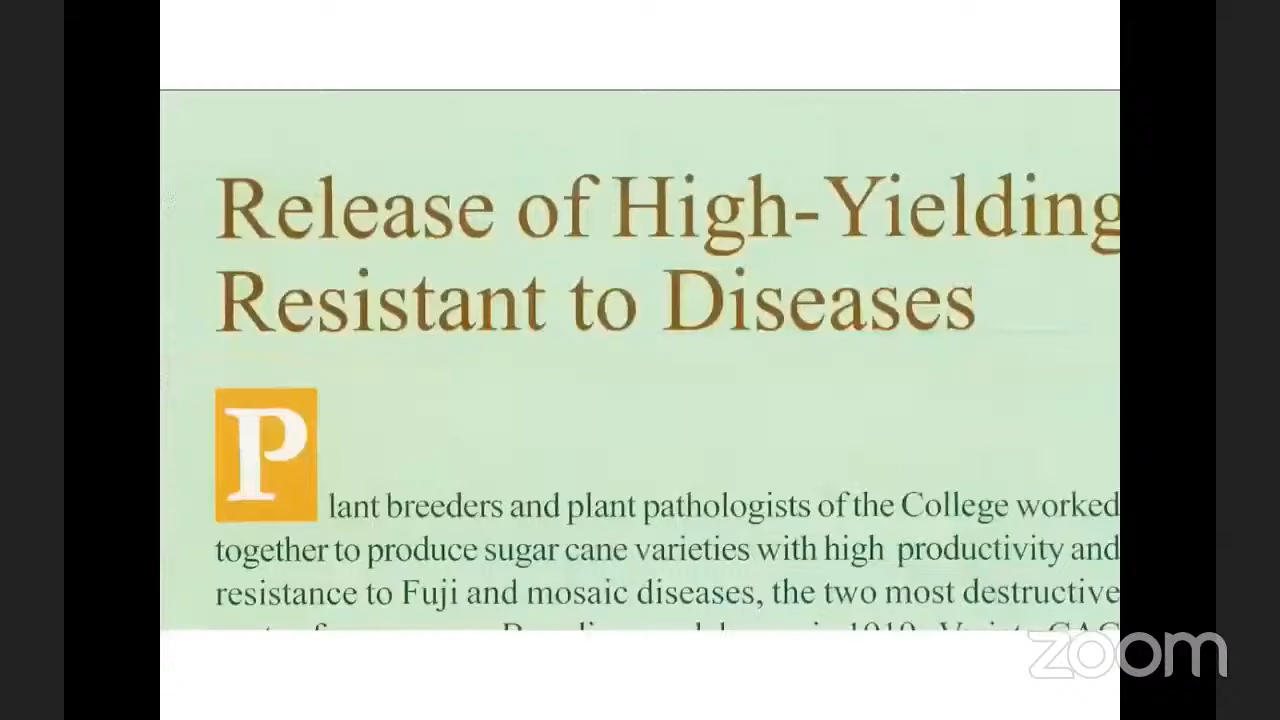 Release of High-Yielding
Resistant to Diseases
Plant breeders and plant pathologists of the College worked
together to produce sugar cane varieties with high productivity and
resistance to Fuji and mosaic diseases, the two most destructive
zoom